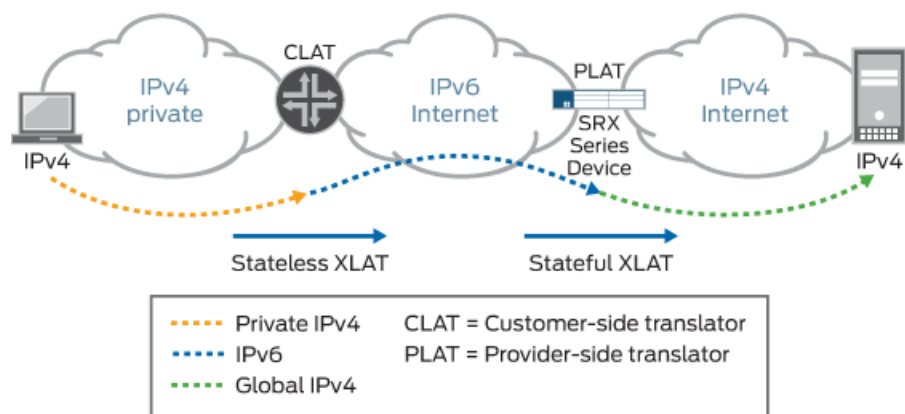 CLAT
IPv4
private
IPv6
Internet
PLAT
IPv4
Internet
SRX
Series
Device
IPv4
IPv4
Stateless XLAT
Stateful XLAT
Private IPv4
CLAT = Customer-side translator
IPv6
PLAT = Provider-side translator
Global IPv4